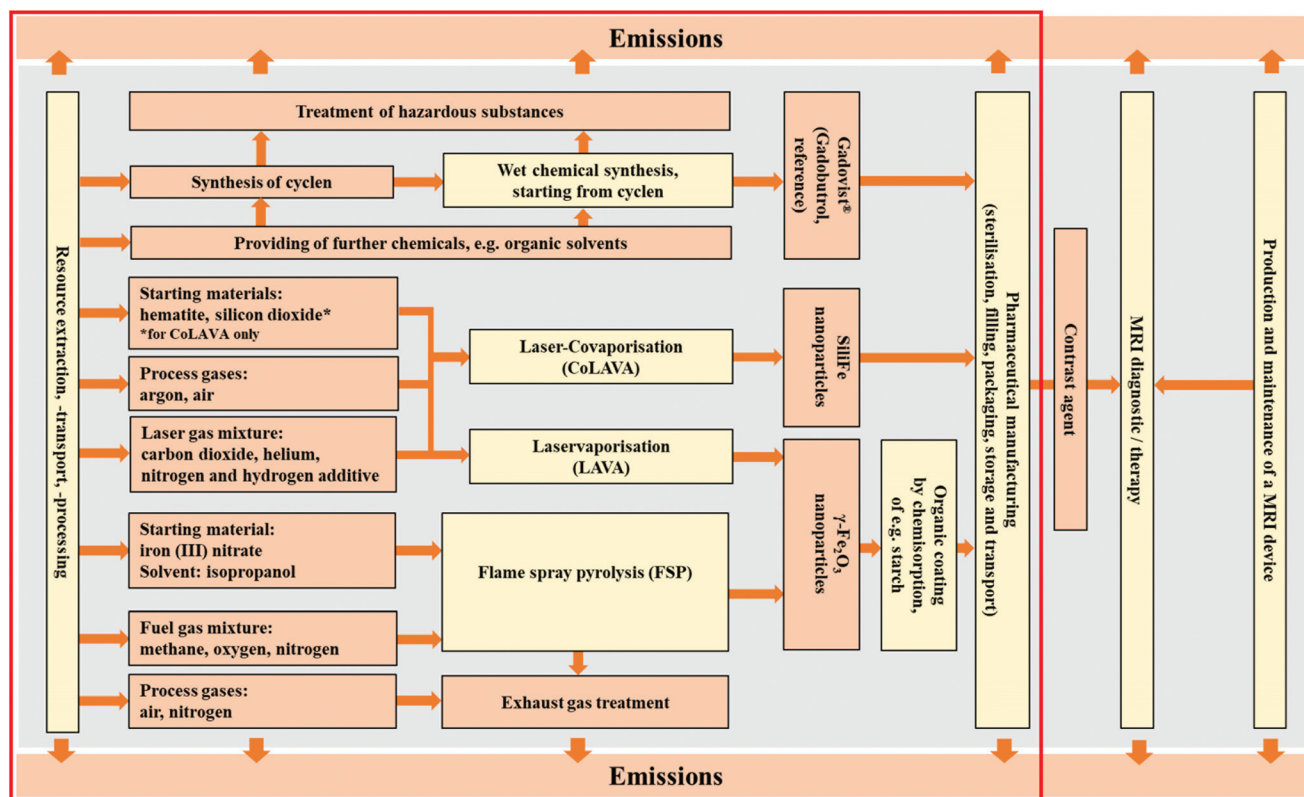 Emissions
Resource extraction, -transport, -processing
Treatment of hazardous substances
Synthesis of cyclen
Wet chemical synthesis,
starting from cyclen
Providing of further chemicals, e.g. organic solvents
Gadovist®
(Gadobutrol,
reference)
Starting materials:
hematite, silicon dioxide*
*for CoLAVA only
Process gases:
argon, air
Laser gas mixture:
carbon dioxide, helium,
nitrogen and hydrogen additive
Laser-Covaporisation
(CoLAVA)
Laservaporisation
(LAVA)
SiliFe
nanoparticles
Starting material:
iron (III) nitrate
Solvent: isopropanol
Fuel gas mixture:
methane, oxygen, nitrogen
Process gases:
air, nitrogen
Flame spray pyrolysis (FSP)
Exhaust gas treatment
γ-Fe₂O₃
nanoparticles
Organic coating
by chemisorption,
of e.g. starch
Pharmaceutical manufacturing
(sterilisation, filling, packaging, storage and transport)
Contrast agent
MRI diagnostic / therapy
Production and maintenance of a MRI device
Emissions